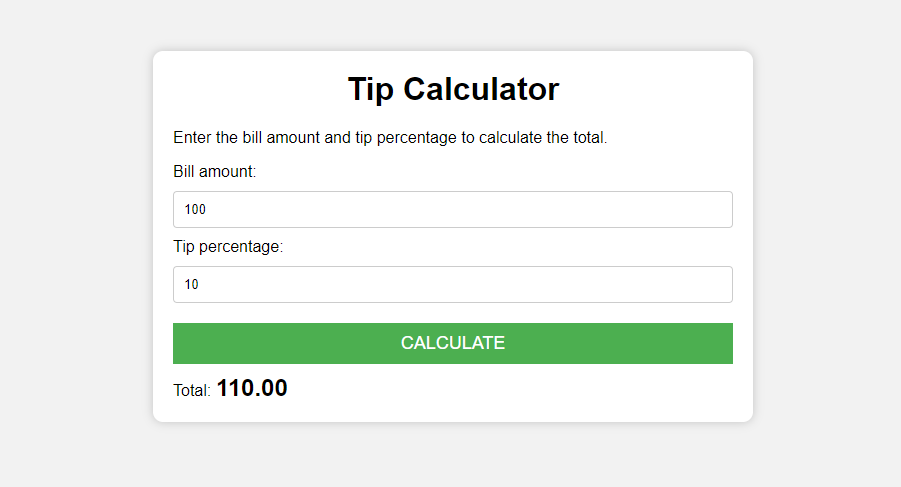 Tip Calculator
Enter the bill amount and tip percentage to calculate the total.
Bill amount:
100
Tip percentage:
10
CALCULATE
Total: 110.00